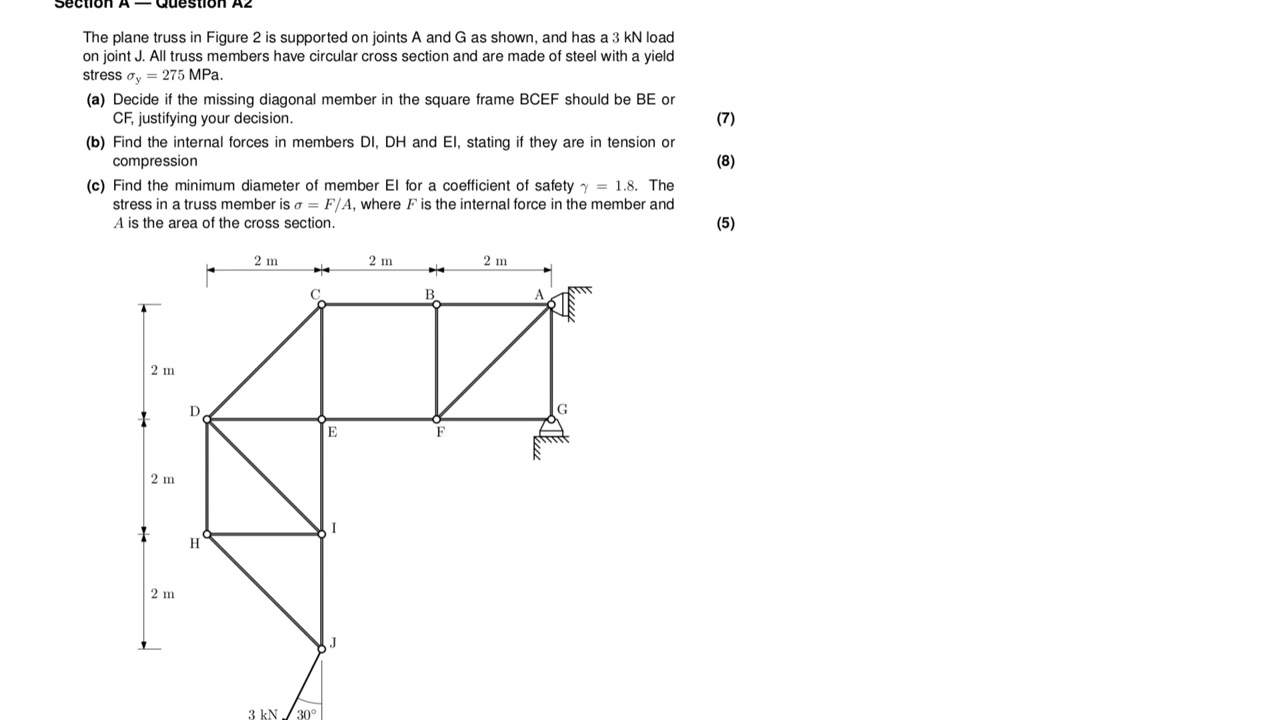 Section A — Question A2
The plane truss in Figure 2 is supported on joints A and G as shown, and has a 3 kN load
on joint J. All truss members have circular cross section and are made of steel with a yield
stress σy = 275 MPa.
(a) Decide if the missing diagonal member in the square frame BCEF should be BE or
CF, justifying your decision. (7)
(b) Find the internal forces in members DI, DH and EI, stating if they are in tension or
compression (8)
(c) Find the minimum diameter of member EI for a coefficient of safety γ = 1.8. The
stress in a truss member is σ = F/A, where F is the internal force in the member and
A is the area of the cross section. (5)
2 m 2 m 2 m
C B A
2 m
D G
E F
2 m
I
H
2 m
J
3 kN 30°